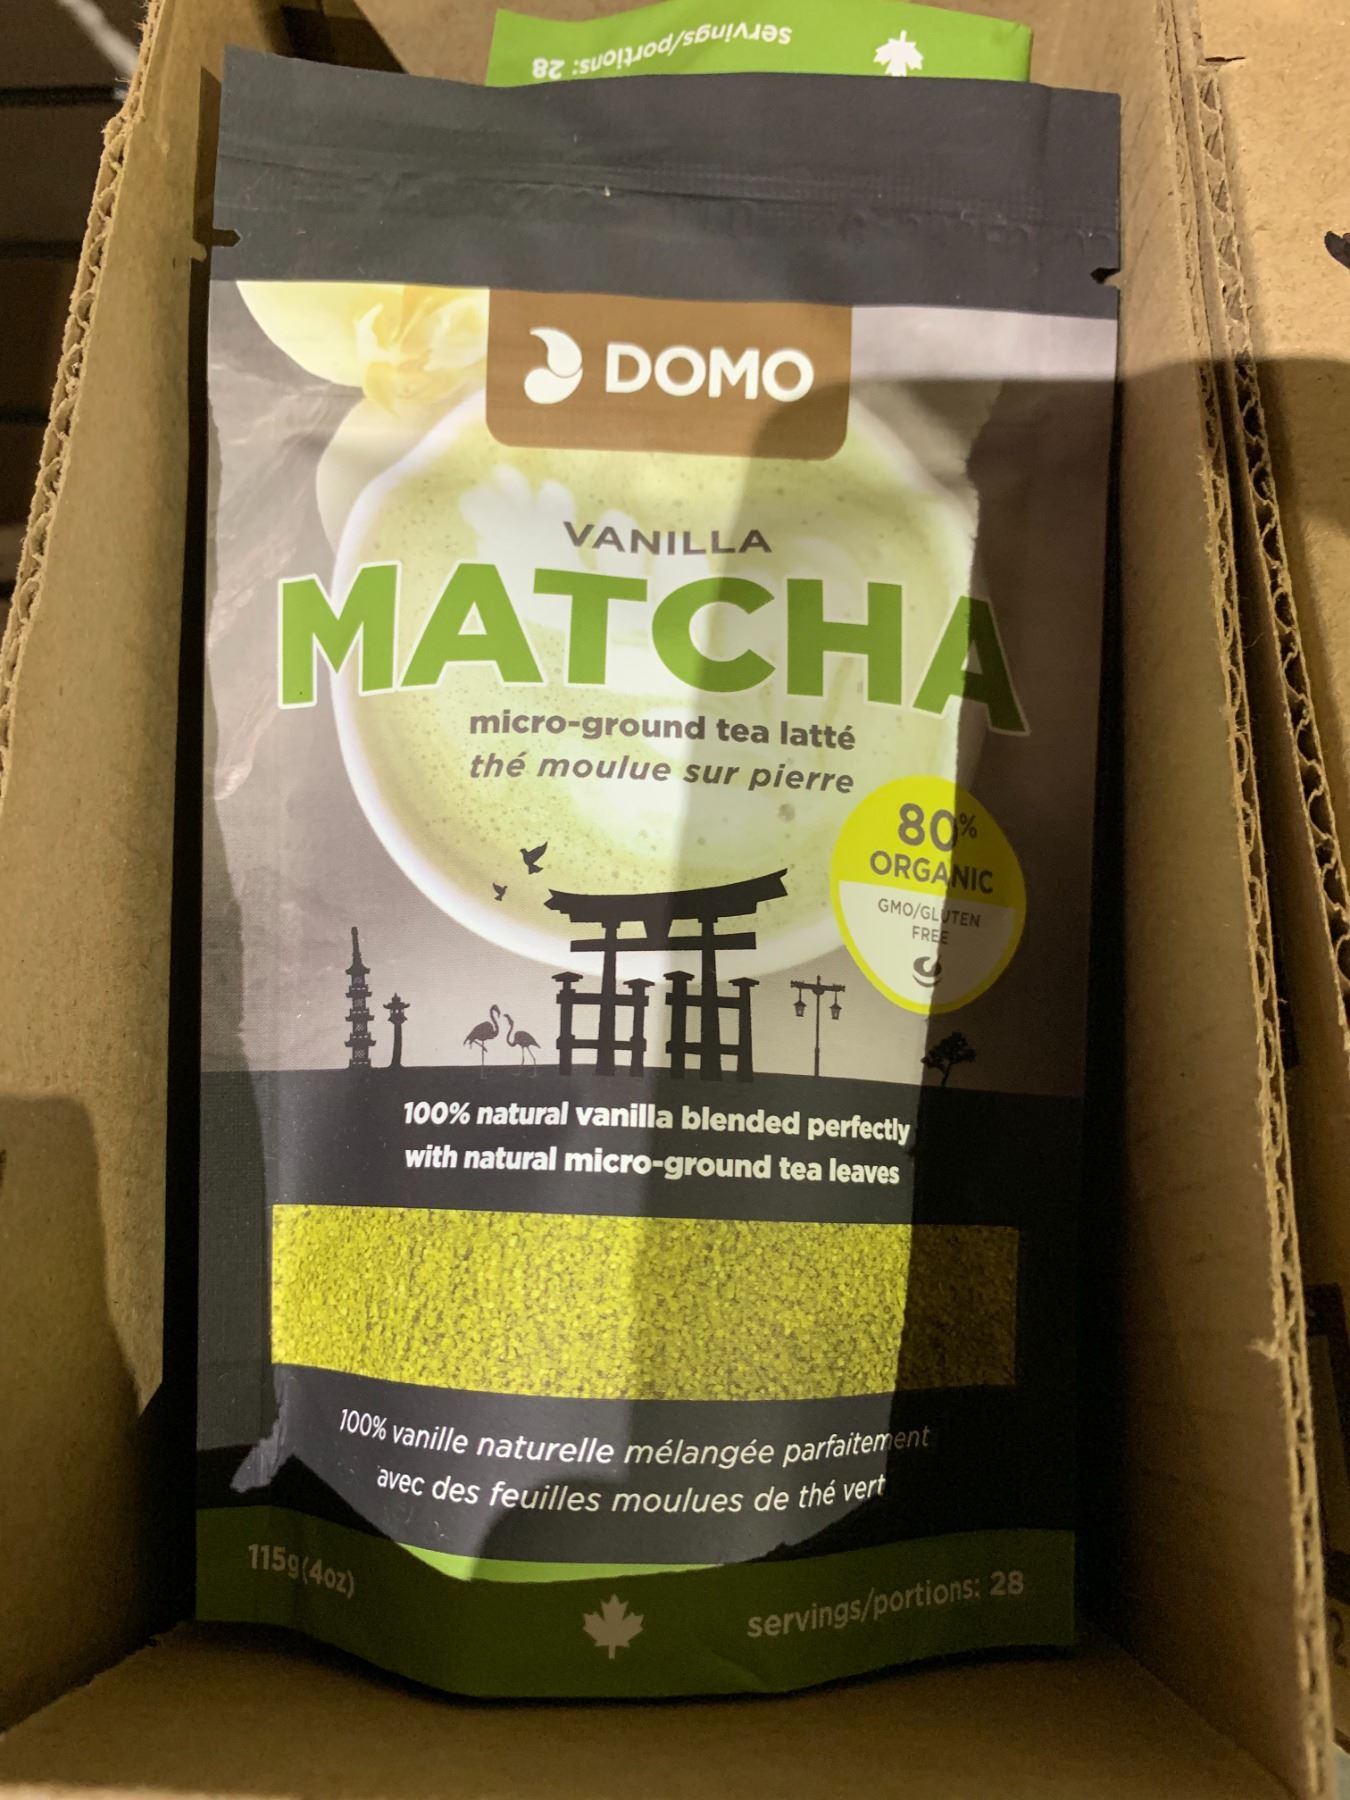 servings/portions: 28
DOMO
VANILLA
MATCHA
micro-ground tea latté
thé moulue sur pierre
80%
ORGANIC
GMO/GLUTEN
FREE
100% natural vanilla blended perfectly
with natural micro-ground tea leaves
100% vanille naturelle mélangée parfaitement
avec des feuilles moulues de thé vert
115g(4oz)
servings/portions: 28